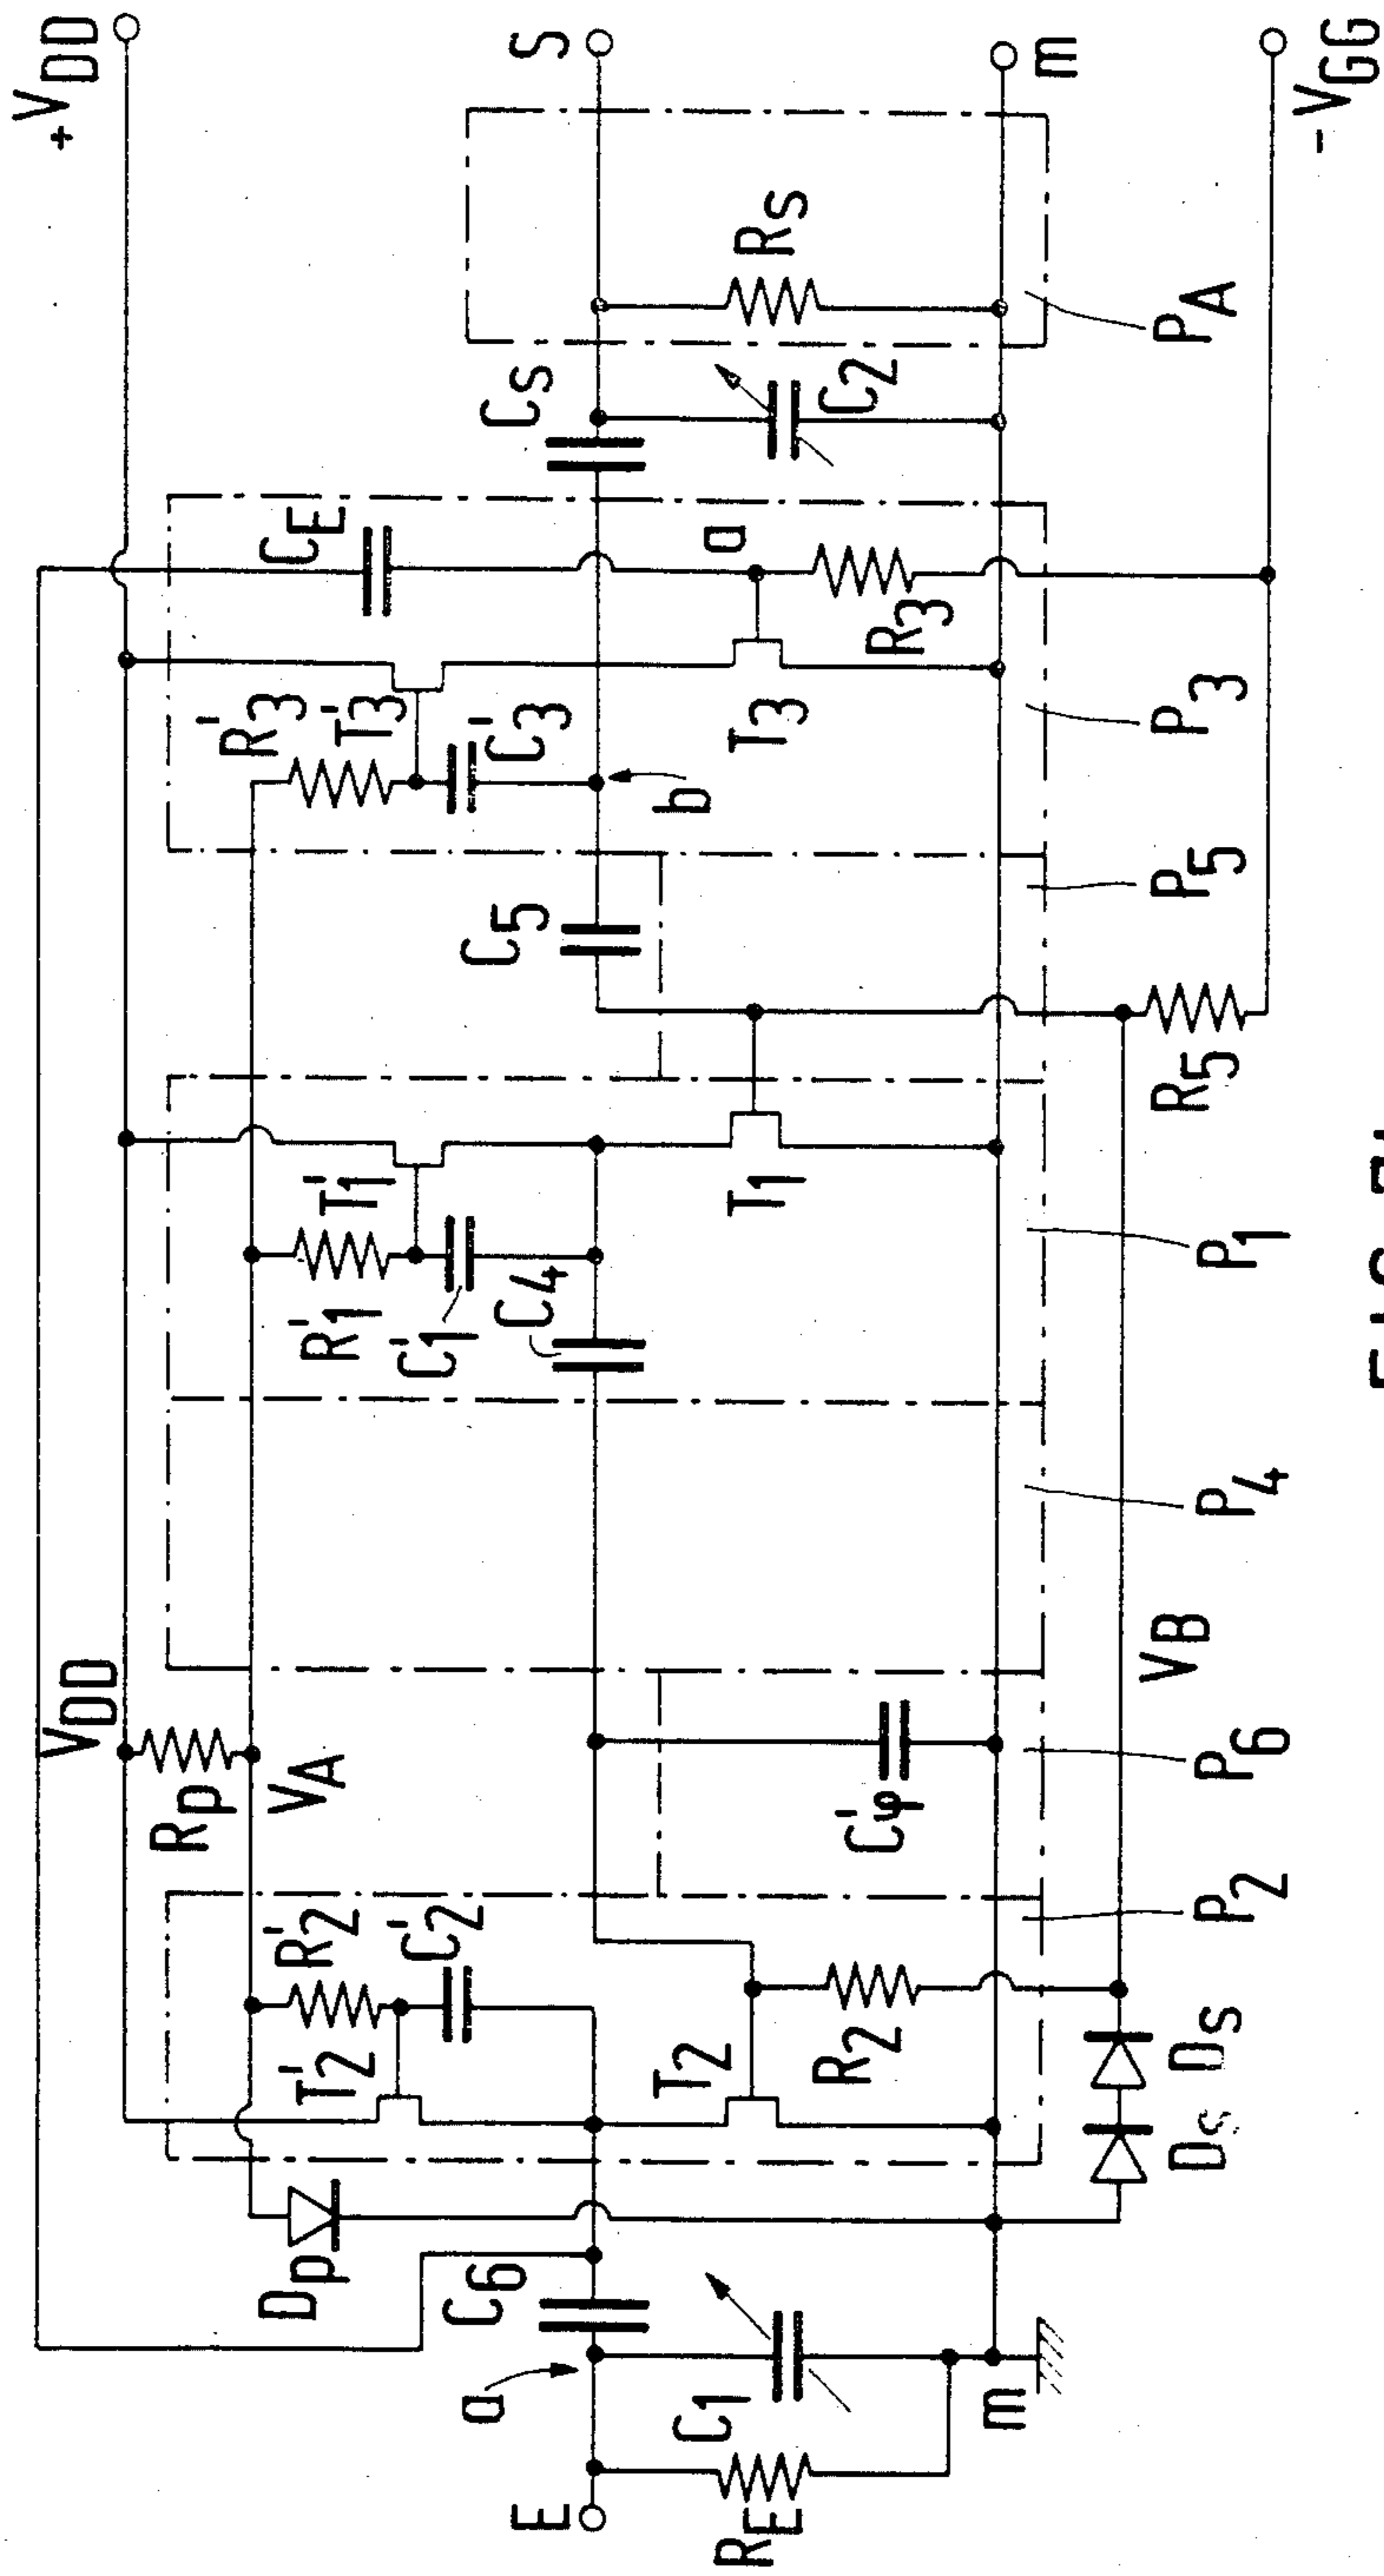 +VDD
S
m
-VGG
RS
PA
CS
C2
CE
a
R3
R'3
T'3
C'3
T3
b
P3
C5
P5
R5
T'1
R'1
C'1
C4
T1
P1
P4
VDD
RP
VA
VB
C'φ
P6
R'2
C'2
T'2
T2
R2
P2
DS
DP
C6
a
C1
m
E
RE